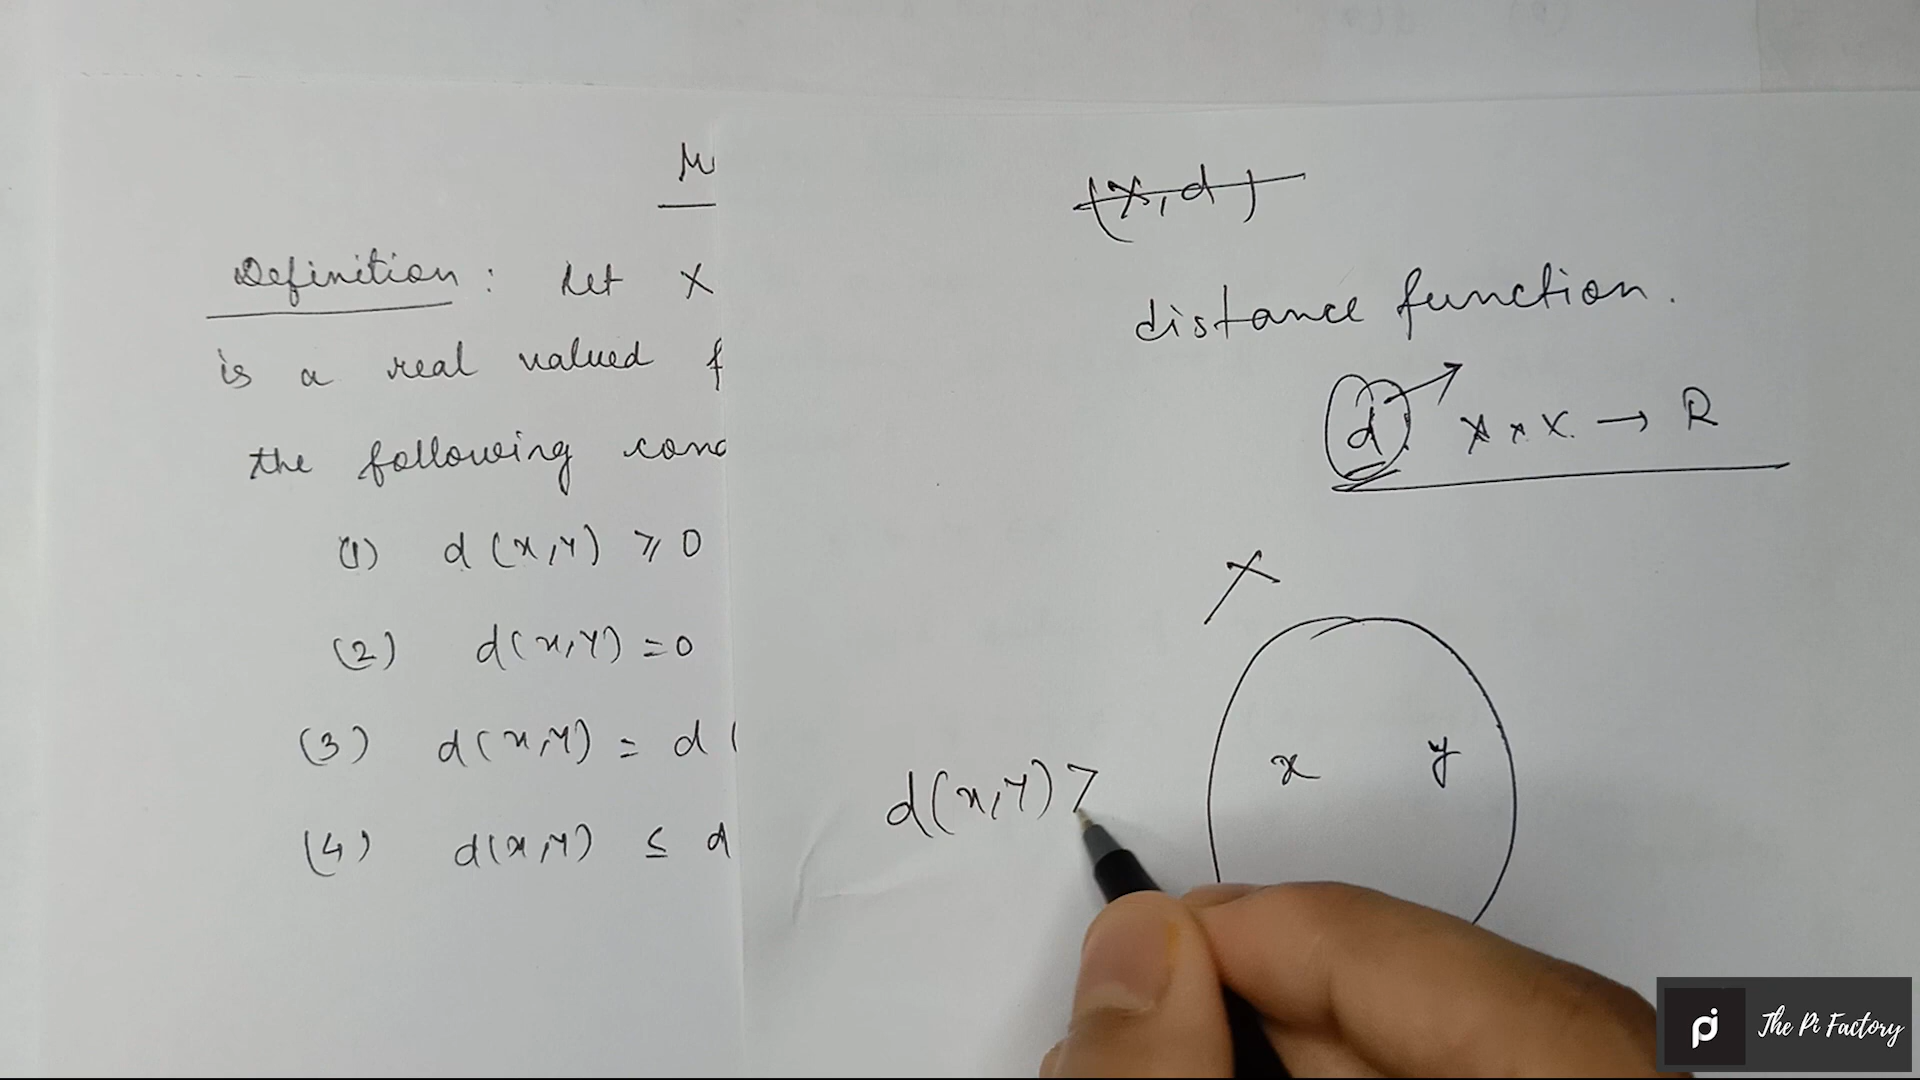 M
Definition : Let X
is a real valued f
the following cond
(1) d(x,y) ⩾ 0
(2) d(x,y) = 0
(3) d(x,y) = d(
(4) d(x,y) ≤ d
(X, d)
distance function.
d X × X → R
X
x y
d(x,y) >
pi The Pi Factory